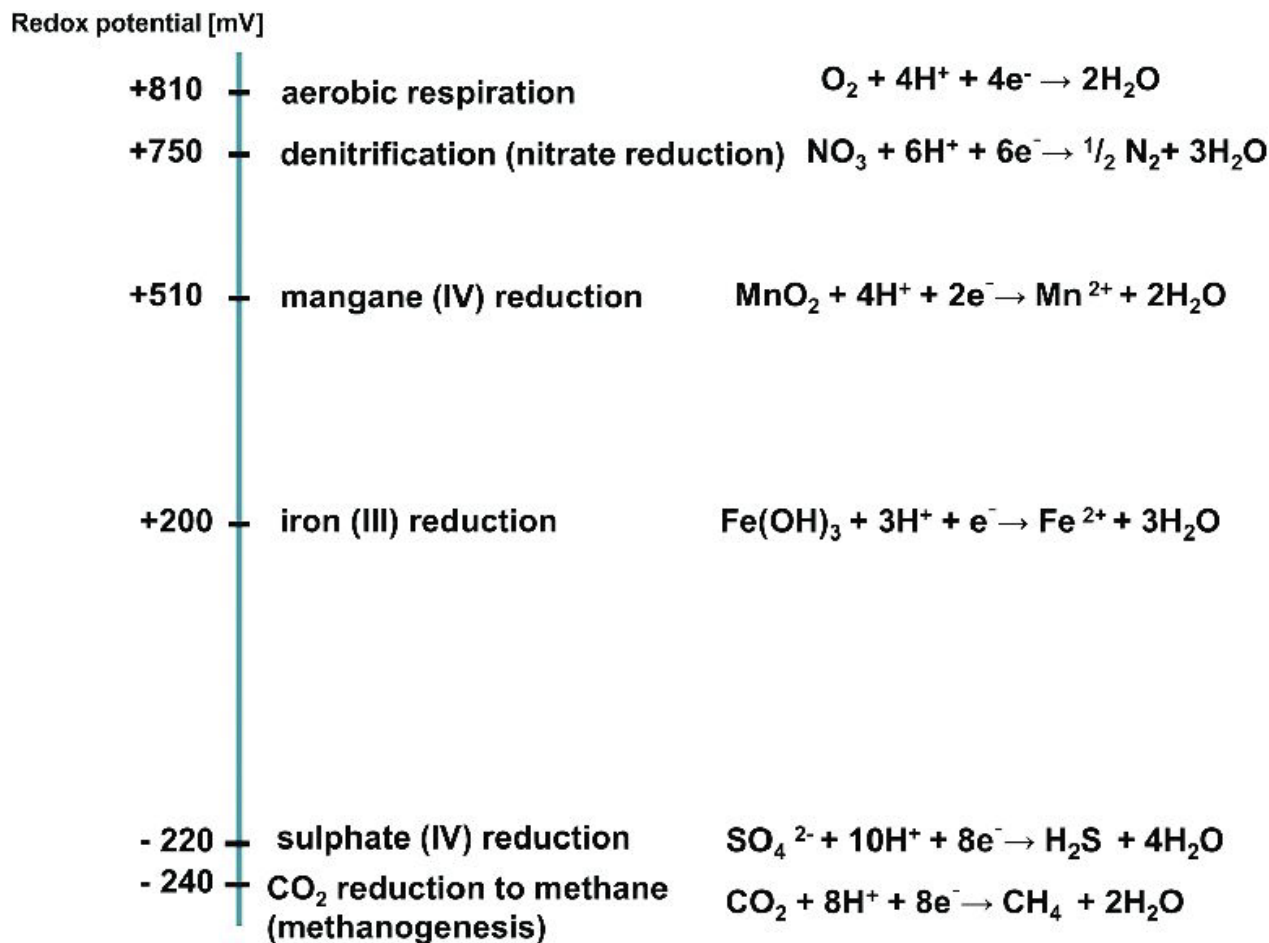 Redox potential [mV]
+810 aerobic respiration O₂ + 4H⁺ + 4e⁻ → 2H₂O
+750 denitrification (nitrate reduction) NO₃ + 6H⁺ + 6e⁻ → ¹/₂ N₂+ 3H₂O
+510 mangane (IV) reduction MnO₂ + 4H⁺ + 2e⁻ → Mn ²⁺ + 2H₂O
+200 iron (III) reduction Fe(OH)₃ + 3H⁺ + e⁻ → Fe ²⁺ + 3H₂O
- 220 sulphate (IV) reduction SO₄ ²⁻ + 10H⁺ + 8e⁻ → H₂S + 4H₂O
- 240 CO₂ reduction to methane CO₂ + 8H⁺ + 8e⁻ → CH₄ + 2H₂O
(methanogenesis)